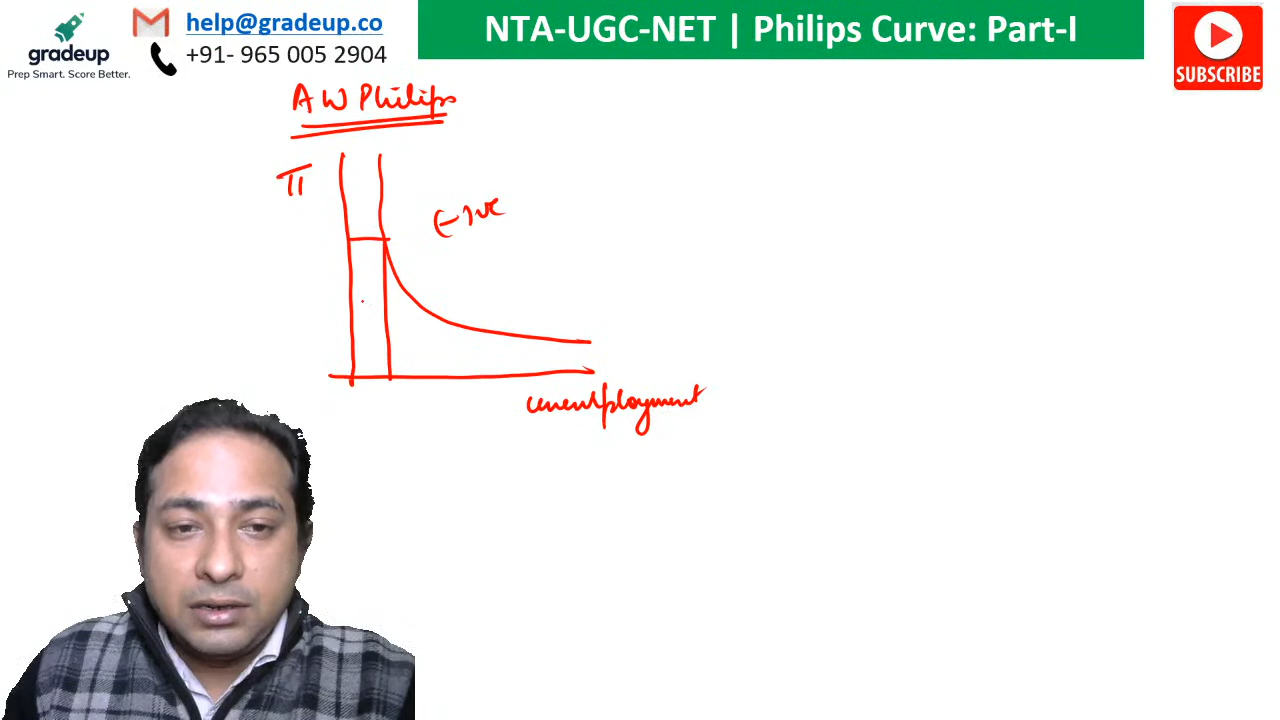 gradeup
Prep Smart. Score Better.
help@gradeup.co
+91- 965 005 2904
NTA-UGC-NET | Philips Curve: Part-I
SUBSCRIBE
A W Philips
π
(-)ve
unemployment